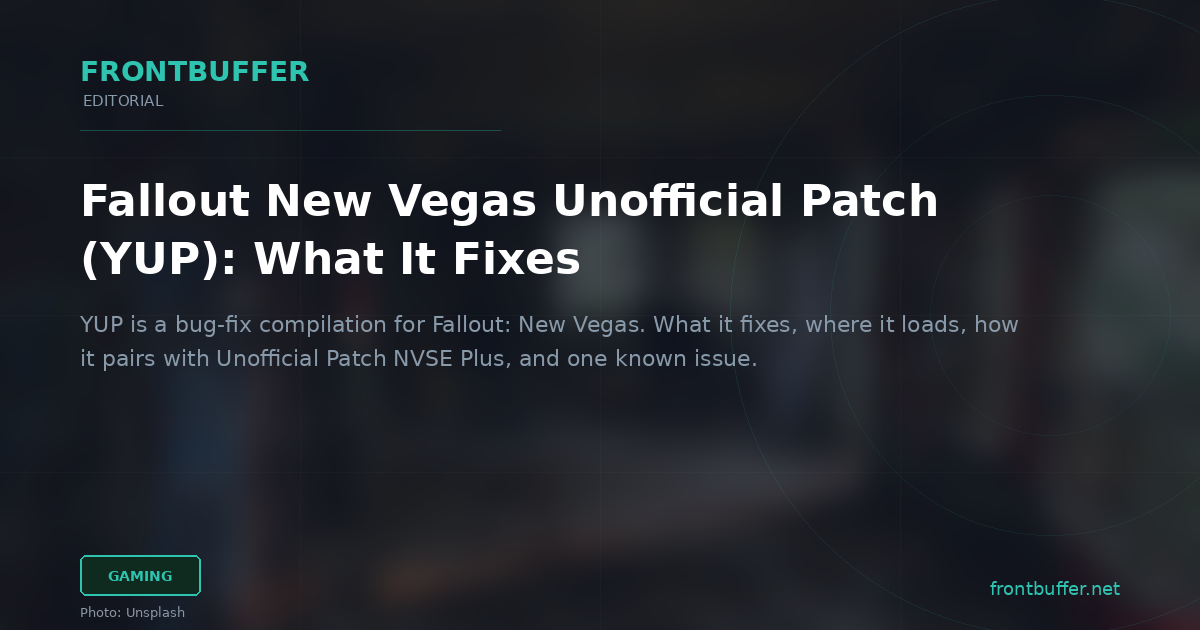 FRONTBUFFER
EDITORIAL
Fallout New Vegas Unofficial Patch
(YUP): What It Fixes
YUP is a bug-fix compilation for Fallout: New Vegas. What it fixes, where it loads, how
it pairs with Unofficial Patch NVSE Plus, and one known issue.
GAMING
Photo: Unsplash
frontbuffer.net